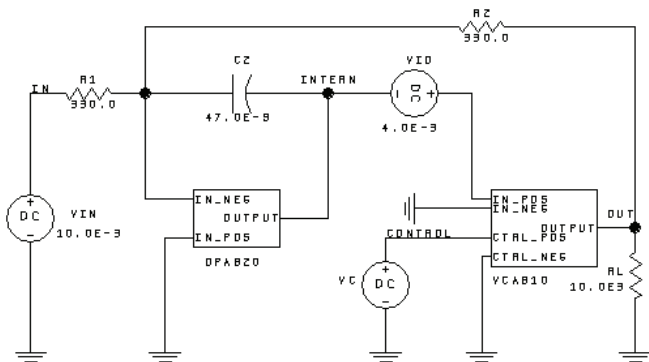 R2
330.0
C2
INTERN
VIO
R1
IN
330.0
DC
47.0E-9
4.0E-3
IN_NEG
OUTPUT
IN_POS
OPA820
IN_POS
IN_NEG
OUTPUT
CTRL_POS
CTRL_NEG
VCA810
OUT
CONTROL
DC
VIN
10.0E-3
VC
DC
RL
10.0E3